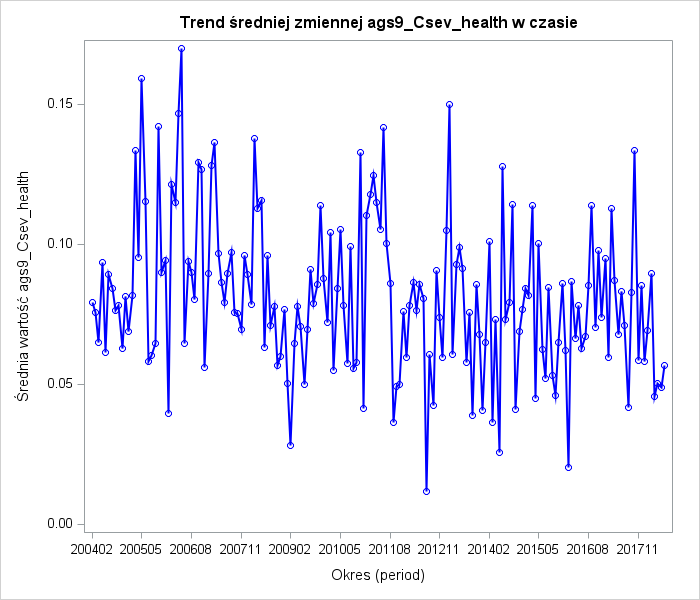 Trend średniej zmiennej ags9_Csev_health w czasie
Średnia wartość ags9_Csev_health
0.15
0.10
0.05
0.00
200402 200505 200608 200711 200902 201005 201108 201211 201402 201505 201608 201711
Okres (period)